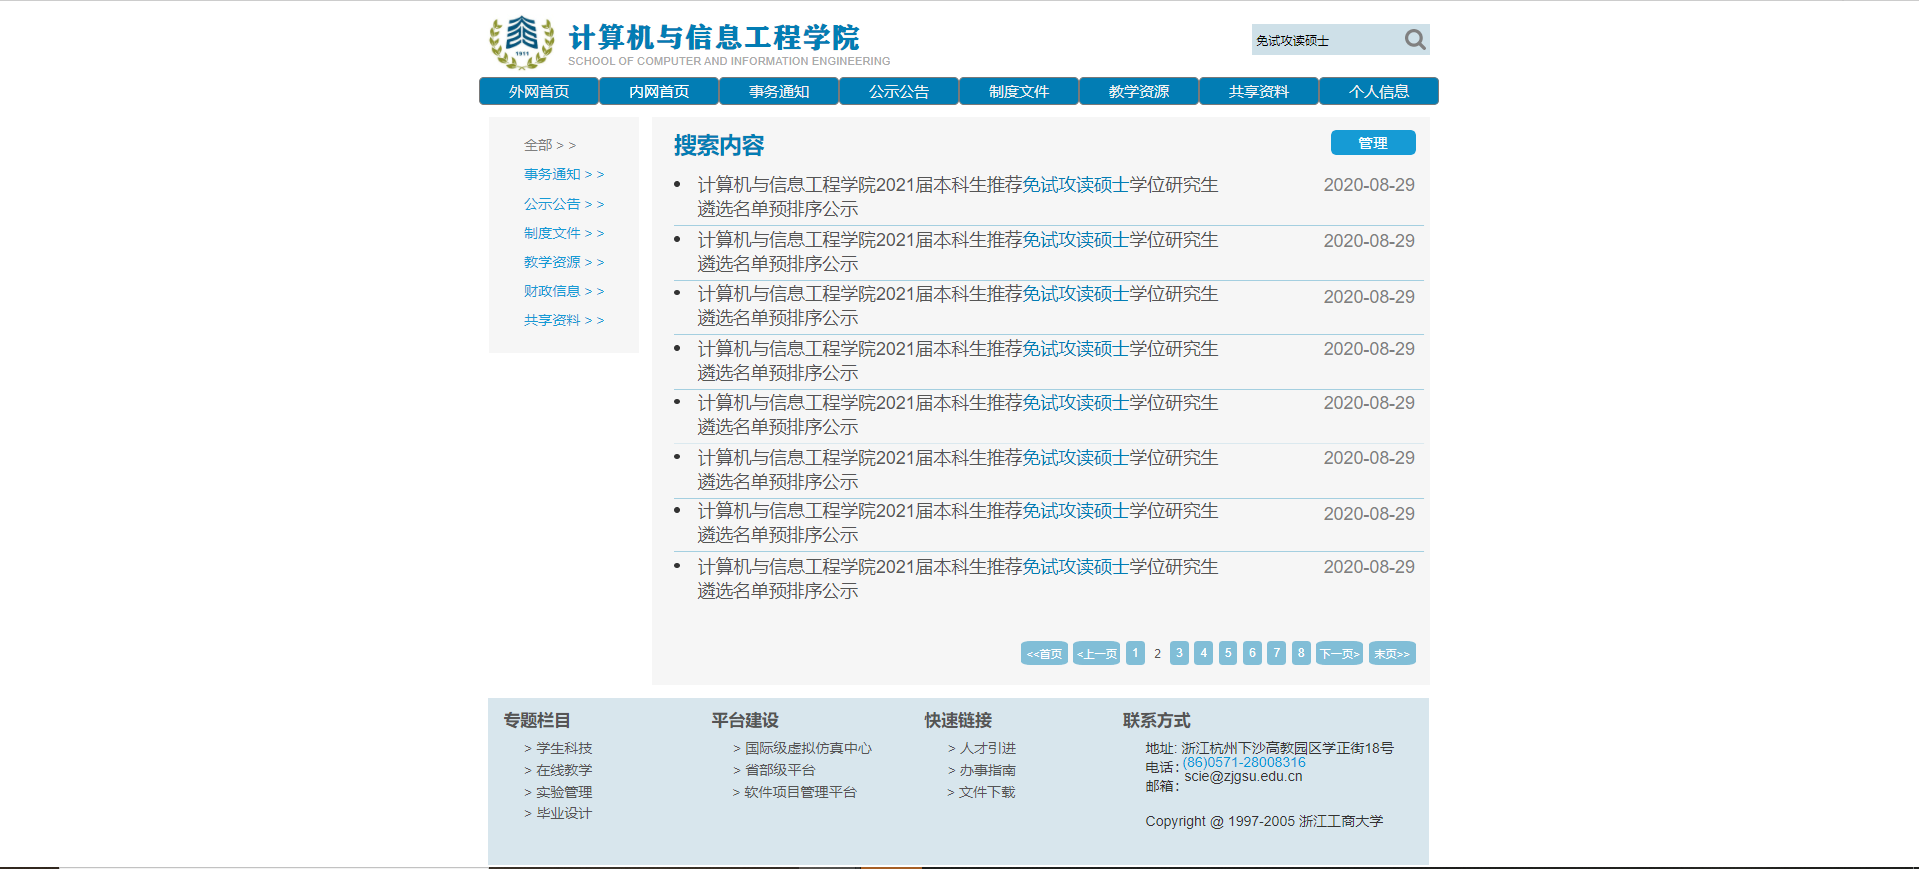 计算机与信息工程学院
SCHOOL OF COMPUTER AND INFORMATION ENGINEERING
1911
免试攻读硕士
外网首页 内网首页 事务通知 公示公告 制度文件 教学资源 共享资料 个人信息
全部 > >
事务通知 > >
公示公告 > >
制度文件 > >
教学资源 > >
财政信息 > >
共享资料 > >
搜索内容
管理
计算机与信息工程学院2021届本科生推荐免试攻读硕士学位研究生 2020-08-29
遴选名单预排序公示
计算机与信息工程学院2021届本科生推荐免试攻读硕士学位研究生 2020-08-29
遴选名单预排序公示
计算机与信息工程学院2021届本科生推荐免试攻读硕士学位研究生 2020-08-29
遴选名单预排序公示
计算机与信息工程学院2021届本科生推荐免试攻读硕士学位研究生 2020-08-29
遴选名单预排序公示
计算机与信息工程学院2021届本科生推荐免试攻读硕士学位研究生 2020-08-29
遴选名单预排序公示
计算机与信息工程学院2021届本科生推荐免试攻读硕士学位研究生 2020-08-29
遴选名单预排序公示
计算机与信息工程学院2021届本科生推荐免试攻读硕士学位研究生 2020-08-29
遴选名单预排序公示
计算机与信息工程学院2021届本科生推荐免试攻读硕士学位研究生 2020-08-29
遴选名单预排序公示
<<首页 <上一页 1 2 3 4 5 6 7 8 下一页> 末页>>
专题栏目
> 学生科技
> 在线教学
> 实验管理
> 毕业设计
平台建设
> 国际级虚拟仿真中心
> 省部级平台
> 软件项目管理平台
快速链接
> 人才引进
> 办事指南
> 文件下载
联系方式
地址: 浙江杭州下沙高教园区学正街18号
电话: (86)0571-28008316
邮箱: scie@zjgsu.edu.cn
Copyright @ 1997-2005 浙江工商大学